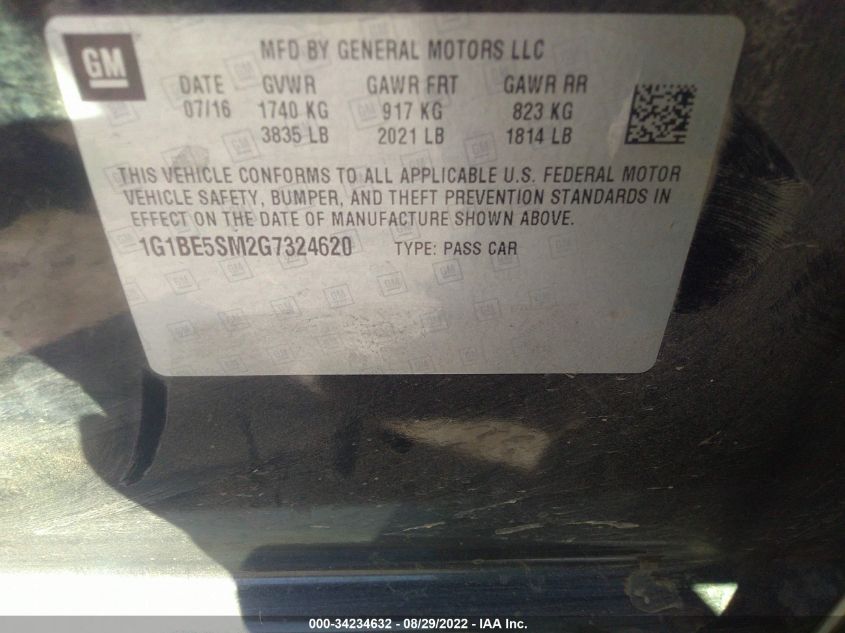 GM
MFD BY GENERAL MOTORS LLC
DATE GVWR GAWR FRT GAWR RR
07/16 1740 KG 917 KG 823 KG
3835 LB 2021 LB 1814 LB
THIS VEHICLE CONFORMS TO ALL APPLICABLE U.S. FEDERAL MOTOR
VEHICLE SAFETY, BUMPER, AND THEFT PREVENTION STANDARDS IN
EFFECT ON THE DATE OF MANUFACTURE SHOWN ABOVE.
1G1BE5SM2G7324620 TYPE: PASS CAR
000-34234632 - 08/29/2022 - IAA Inc.